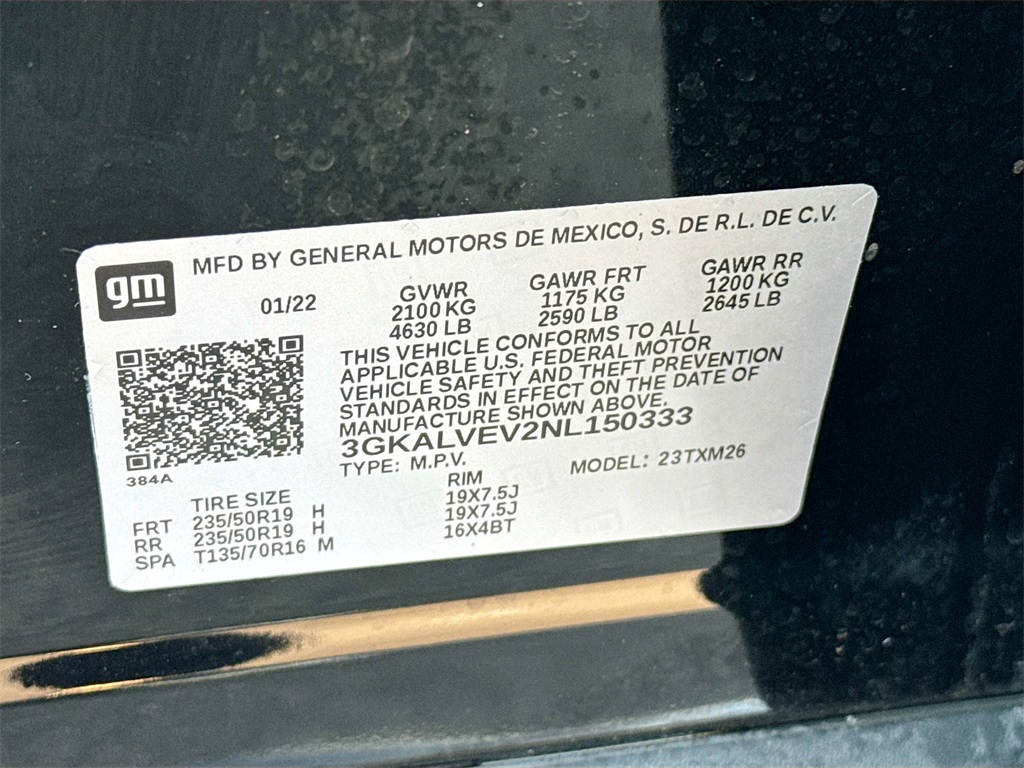 gm
MFD BY GENERAL MOTORS DE MEXICO, S. DE R.L. DE C.V.
01/22
GVWR
2100 KG
4630 LB
GAWR FRT
1175 KG
2590 LB
GAWR RR
1200 KG
2645 LB
THIS VEHICLE CONFORMS TO ALL
APPLICABLE U.S. FEDERAL MOTOR
VEHICLE SAFETY AND THEFT PREVENTION
STANDARDS IN EFFECT ON THE DATE OF
MANUFACTURE SHOWN ABOVE.
3GKALVEV2NL150333
TYPE: M.P.V. MODEL: 23TXM26
384A
TIRE SIZE RIM
FRT 235/50R19 H 19X7.5J
RR 235/50R19 H 19X7.5J
SPA T135/70R16 M 16X4BT